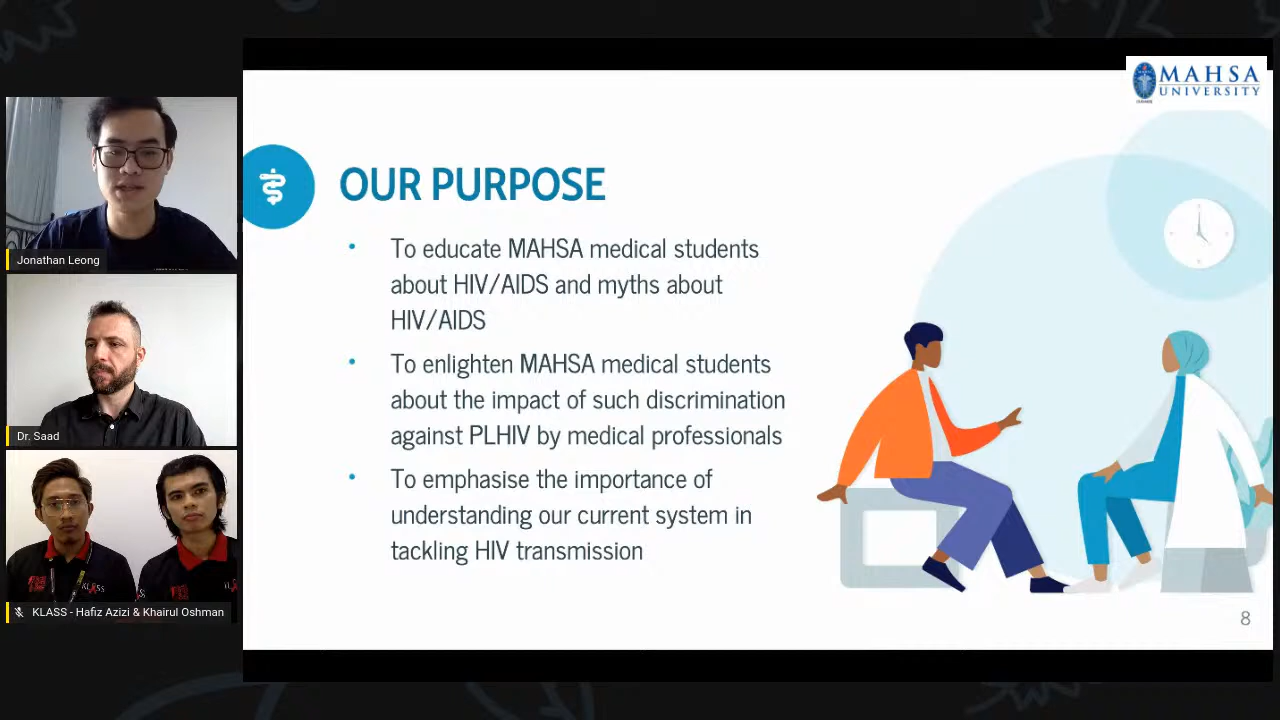 MAHSA
UNIVERSITY
OUR PURPOSE
• To educate MAHSA medical students
about HIV/AIDS and myths about
HIV/AIDS
• To enlighten MAHSA medical students
about the impact of such discrimination
against PLHIV by medical professionals
• To emphasise the importance of
understanding our current system in
tackling HIV transmission
8
Jonathan Leong
Dr. Saad
KLASS - Hafiz Azizi & Khairul Oshman